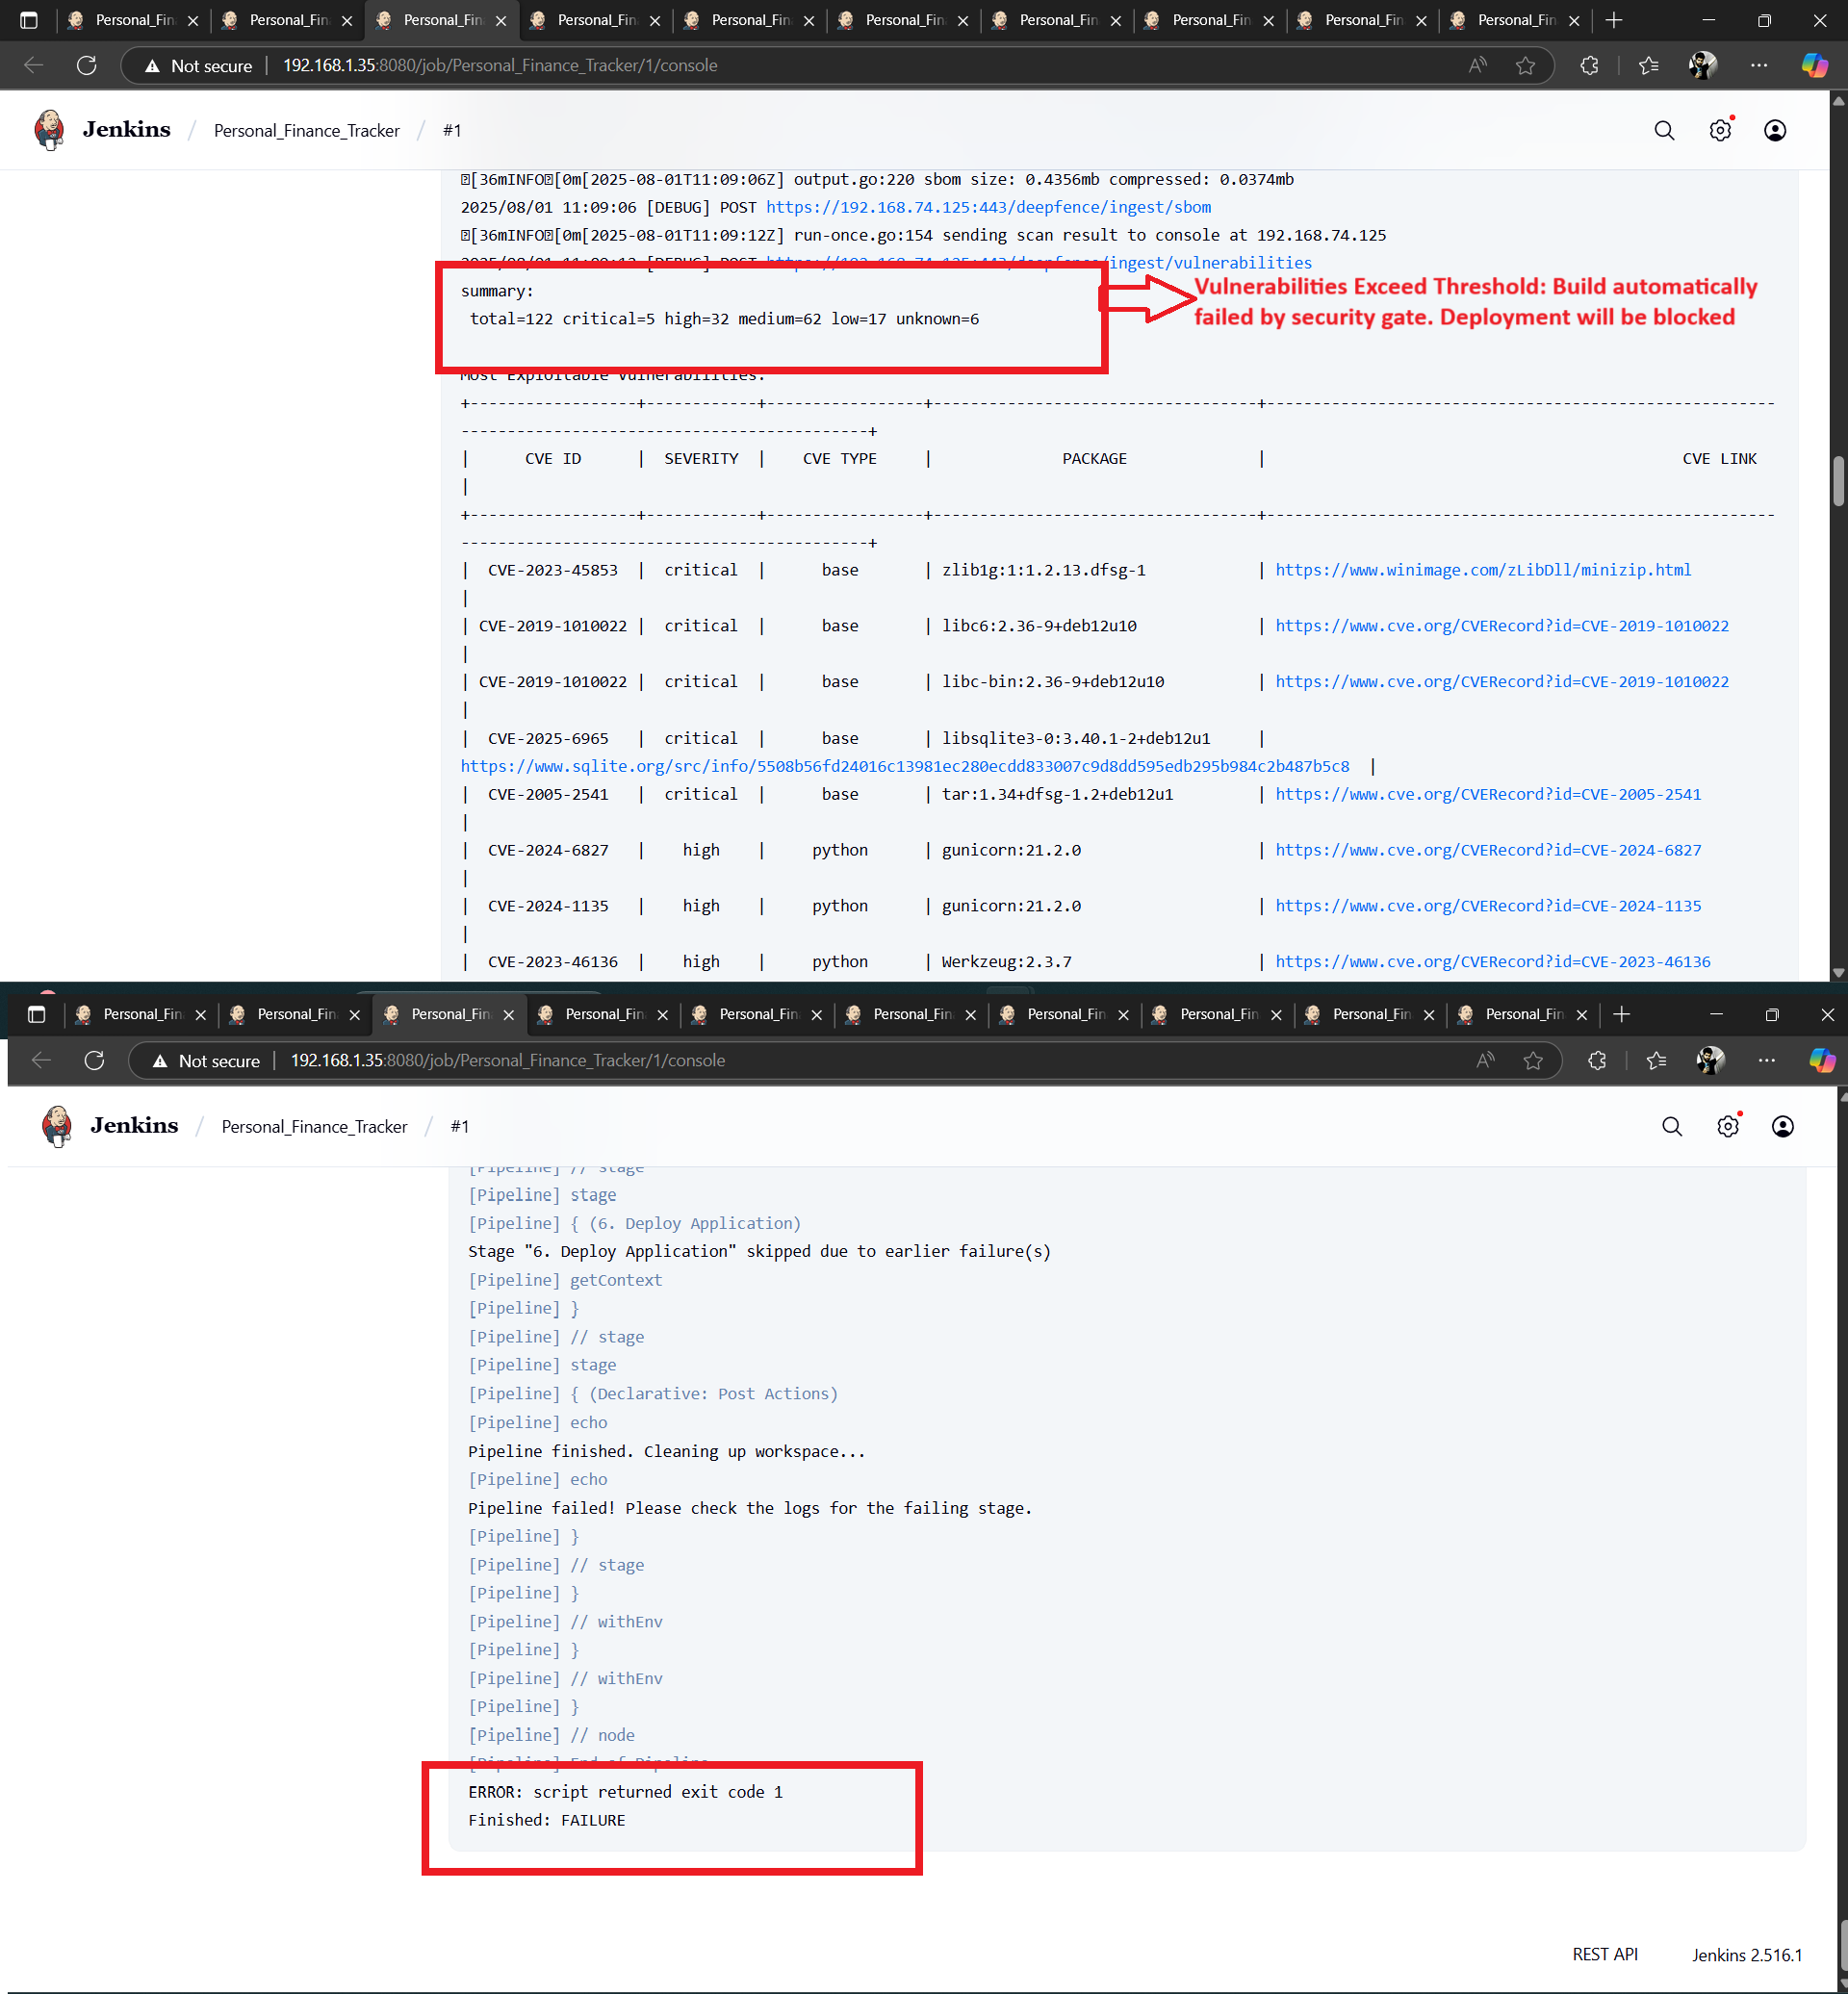 Personal_Fin Personal_Fin Personal_Fin Personal_Fin Personal_Fin Personal_Fin Personal_Fin Personal_Fin Personal_Fin Personal_Fin
Not secure 192.168.1.35:8080/job/Personal_Finance_Tracker/1/console
Jenkins / Personal_Finance_Tracker / #1
[36mINFO[0m[2025-08-01T11:09:06Z] output.go:220 sbom size: 0.4356mb compressed: 0.0374mb
2025/08/01 11:09:06 [DEBUG] POST https://192.168.74.125:443/deepfence/ingest/sbom
[36mINFO[0m[2025-08-01T11:09:12Z] run-once.go:154 sending scan result to console at 192.168.74.125
2025/08/01 11:09:12 [DEBUG] POST https://192.168.74.125:443/deepfence/ingest/vulnerabilities
summary:
total=122 critical=5 high=32 medium=62 low=17 unknown=6
Vulnerabilities Exceed Threshold: Build automatically
failed by security gate. Deployment will be blocked
Most Exploitable Vulnerabilities:
+------------------+------------+-----------------+-----------------------------------+-------------------------------------------------------
--------------------------------------------+
| CVE ID | SEVERITY | CVE TYPE | PACKAGE | CVE LINK
|
+------------------+------------+-----------------+-----------------------------------+-------------------------------------------------------
--------------------------------------------+
| CVE-2023-45853 | critical | base | zlib1g:1:1.2.13.dfsg-1 | https://www.winimage.com/zLibDll/minizip.html
|
| CVE-2019-1010022 | critical | base | libc6:2.36-9+deb12u10 | https://www.cve.org/CVERecord?id=CVE-2019-1010022
|
| CVE-2019-1010022 | critical | base | libc-bin:2.36-9+deb12u10 | https://www.cve.org/CVERecord?id=CVE-2019-1010022
|
| CVE-2025-6965 | critical | base | libsqlite3-0:3.40.1-2+deb12u1 |
https://www.sqlite.org/src/info/5508b56fd24016c13981ec280ecdd833007c9d8dd595edb295b984c2b487b5c8 |
| CVE-2005-2541 | critical | base | tar:1.34+dfsg-1.2+deb12u1 | https://www.cve.org/CVERecord?id=CVE-2005-2541
|
| CVE-2024-6827 | high | python | gunicorn:21.2.0 | https://www.cve.org/CVERecord?id=CVE-2024-6827
|
| CVE-2024-1135 | high | python | gunicorn:21.2.0 | https://www.cve.org/CVERecord?id=CVE-2024-1135
|
| CVE-2023-46136 | high | python | Werkzeug:2.3.7 | https://www.cve.org/CVERecord?id=CVE-2023-46136
Personal_Fin Personal_Fin Personal_Fin Personal_Fin Personal_Fin Personal_Fin Personal_Fin Personal_Fin Personal_Fin Personal_Fin
Not secure 192.168.1.35:8080/job/Personal_Finance_Tracker/1/console
Jenkins / Personal_Finance_Tracker / #1
[Pipeline] // stage
[Pipeline] stage
[Pipeline] { (6. Deploy Application)
Stage "6. Deploy Application" skipped due to earlier failure(s)
[Pipeline] getContext
[Pipeline] }
[Pipeline] // stage
[Pipeline] stage
[Pipeline] { (Declarative: Post Actions)
[Pipeline] echo
Pipeline finished. Cleaning up workspace...
[Pipeline] echo
Pipeline failed! Please check the logs for the failing stage.
[Pipeline] }
[Pipeline] // stage
[Pipeline] }
[Pipeline] // withEnv
[Pipeline] }
[Pipeline] // withEnv
[Pipeline] }
[Pipeline] // node
[Pipeline] End of Pipeline
ERROR: script returned exit code 1
Finished: FAILURE
REST API Jenkins 2.516.1